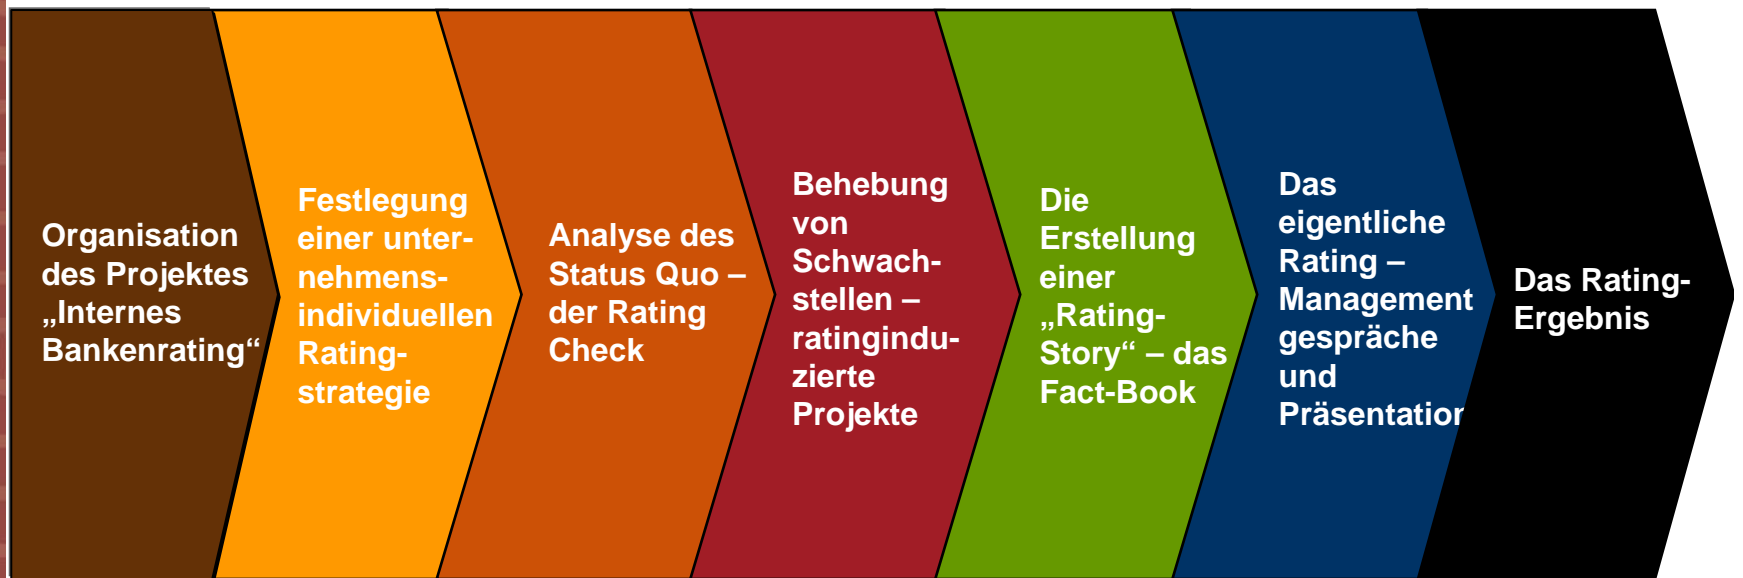 Organisation
des Projektes
„Internes
Bankenrating“
Festlegung
einer unter-
nehmens-
individuellen
Rating-
strategie
Analyse des
Status Quo –
der Rating
Check
Behebung
von
Schwach-
stellen –
ratingindu-
zierte
Projekte
Die
Erstellung
einer
„Rating-
Story“ – das
Fact-Book
Das
eigentliche
Rating –
Management
gespräche
und
Präsentation
Das Rating-
Ergebnis